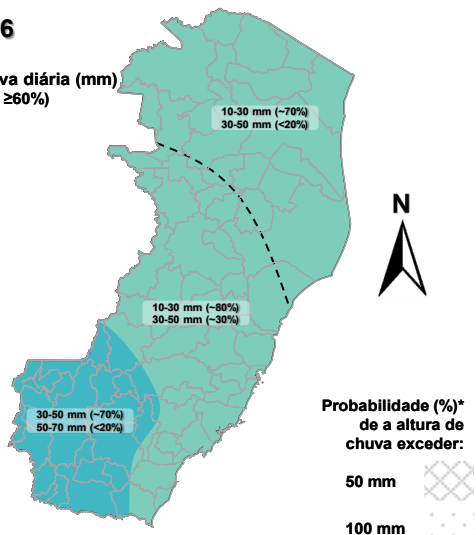 6
va diária (mm)
≥60%)
10-30 mm (~70%)
30-50 mm (<20%)
N
10-30 mm (~80%)
30-50 mm (~30%)
30-50 mm (~70%)
50-70 mm (<20%)
Probabilidade (%)*
de a altura de
chuva exceder:
50 mm
100 mm